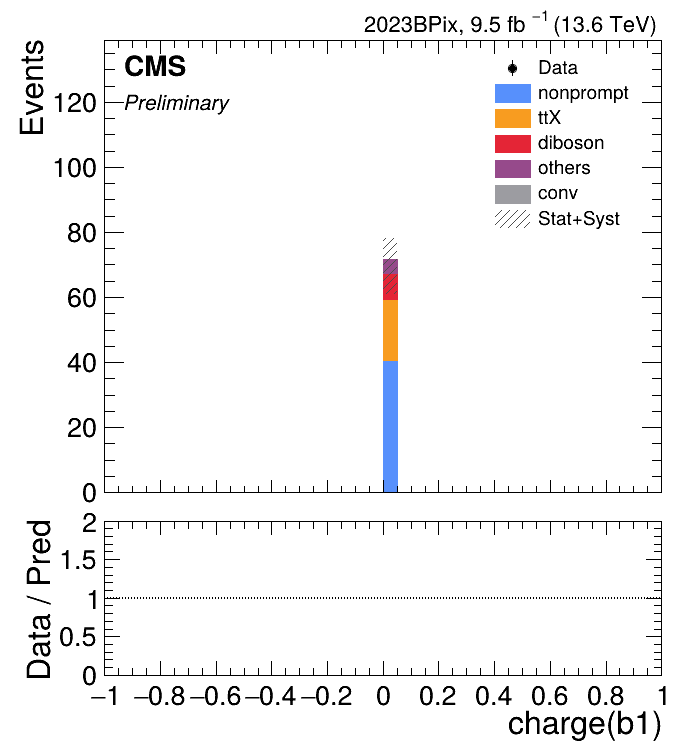 2023BPix, 9.5 fb⁻¹ (13.6 TeV)
CMS
Preliminary
Data
nonprompt
ttX
diboson
others
conv
Stat+Syst
Events
120
100
80
60
40
20
0
Data / Pred
2
1.5
1
0.5
0
−1 −0.8 −0.6 −0.4 −0.2 0 0.2 0.4 0.6 0.8 1
charge(b1)